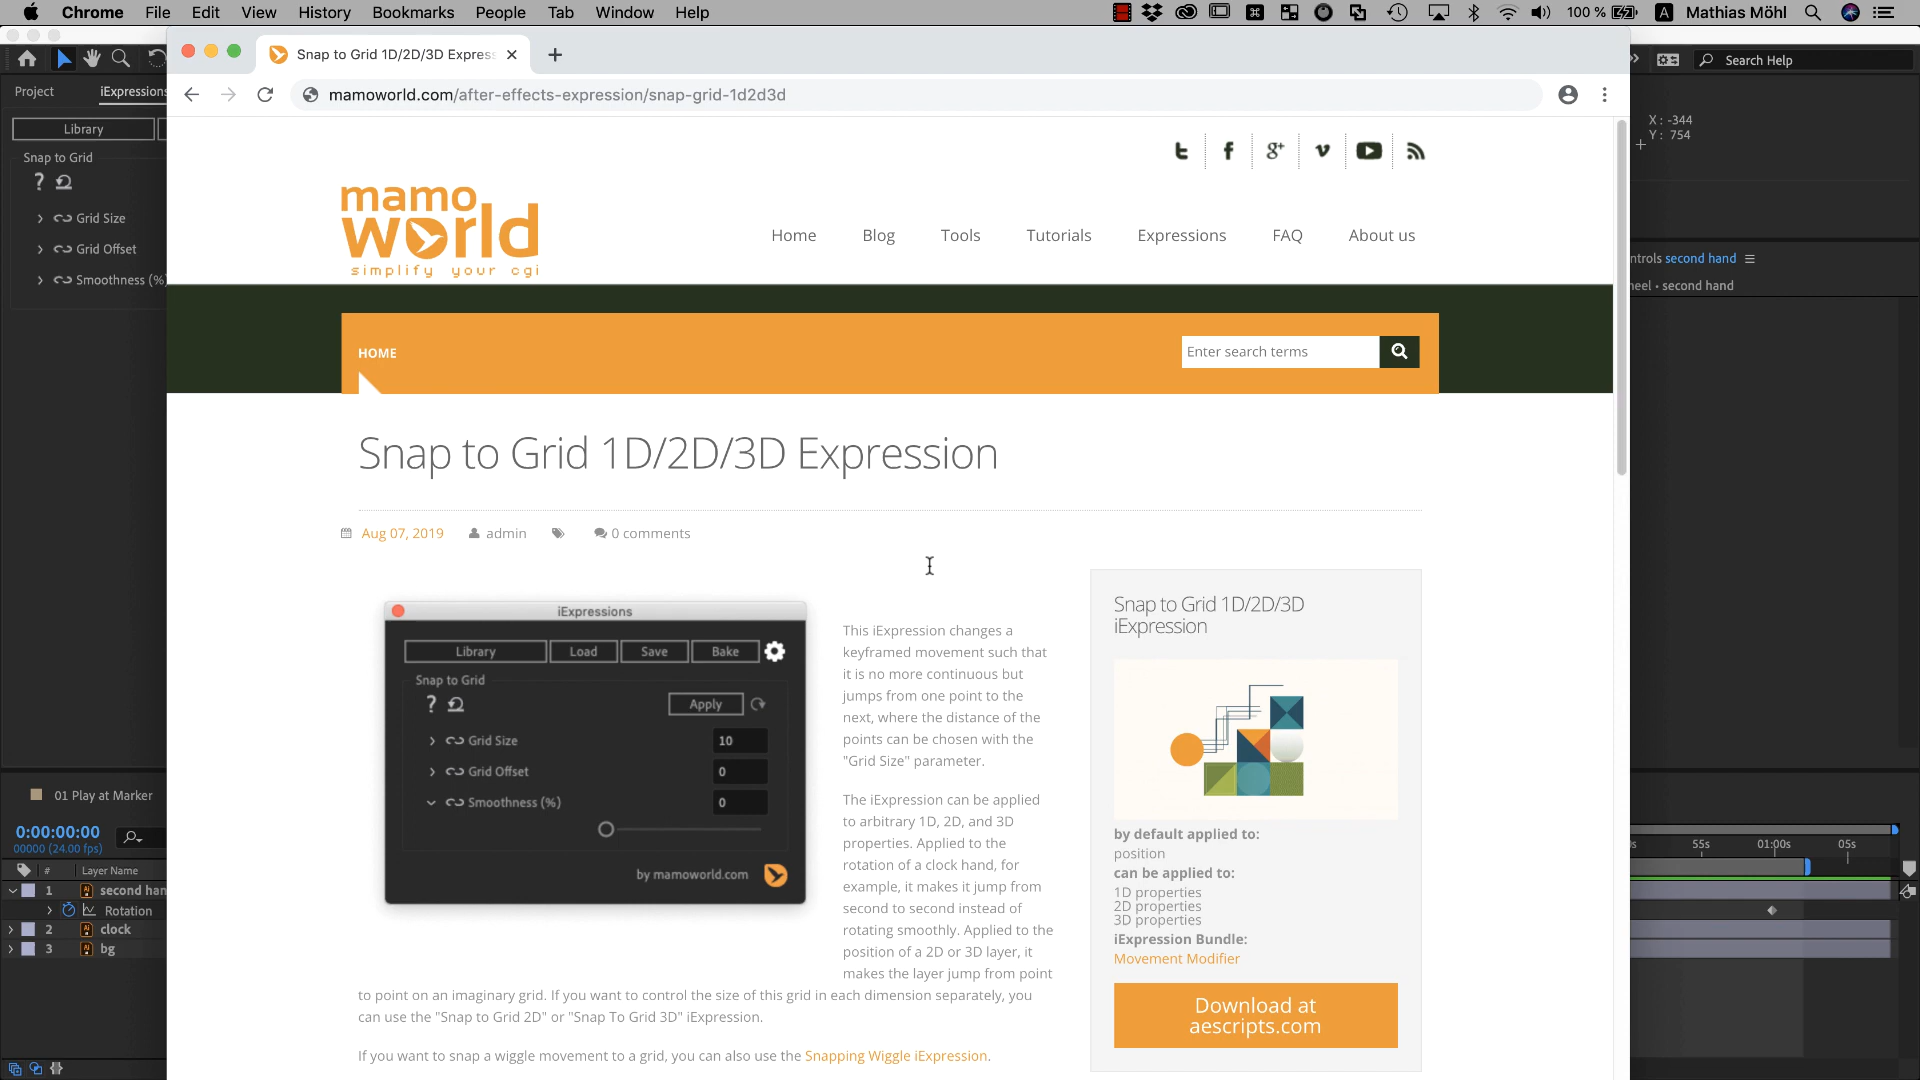 Chrome File Edit View History Bookmarks People Tab Window Help
100 % A Mathias Möhl
Snap to Grid 1D/2D/3D Expres
Search Help
Project iExpressions
mamoworld.com/after-effects-expression/snap-grid-1d2d3d
X : -344
Y : 754
Library
Snap to Grid
?
Grid Size
Grid Offset
Smoothness (%)
mamo
world
simplify your cgi
Home Blog Tools Tutorials Expressions FAQ About us
ntrols second hand
eel • second hand
HOME
Enter search terms
Snap to Grid 1D/2D/3D Expression
Aug 07, 2019 admin 0 comments
iExpressions
Library Load Save Bake
Snap to Grid
? Apply
Grid Size 10
Grid Offset 0
Smoothness (%) 0
by mamoworld.com
This iExpression changes a
keyframed movement such that
it is no more continuous but
jumps from one point to the
next, where the distance of the
points can be chosen with the
"Grid Size" parameter.
The iExpression can be applied
to arbitrary 1D, 2D, and 3D
properties. Applied to the
rotation of a clock hand, for
example, it makes it jump from
second to second instead of
rotating smoothly. Applied to the
position of a 2D or 3D layer, it
makes the layer jump from point
to point on an imaginary grid. If you want to control the size of this grid in each dimension separately, you
can use the "Snap to Grid 2D" or "Snap To Grid 3D" iExpression.
If you want to snap a wiggle movement to a grid, you can also use the Snapping Wiggle iExpression.
Snap to Grid 1D/2D/3D
iExpression
by default applied to:
position
can be applied to:
1D properties
2D properties
3D properties
iExpression Bundle:
Movement Modifier
Download at
aescripts.com
01 Play at Marker
0:00:00:00
00000 (24.00 fps)
# Layer Name
1 second han
Rotation
2 clock
3 bg
55s 01:00s 05s